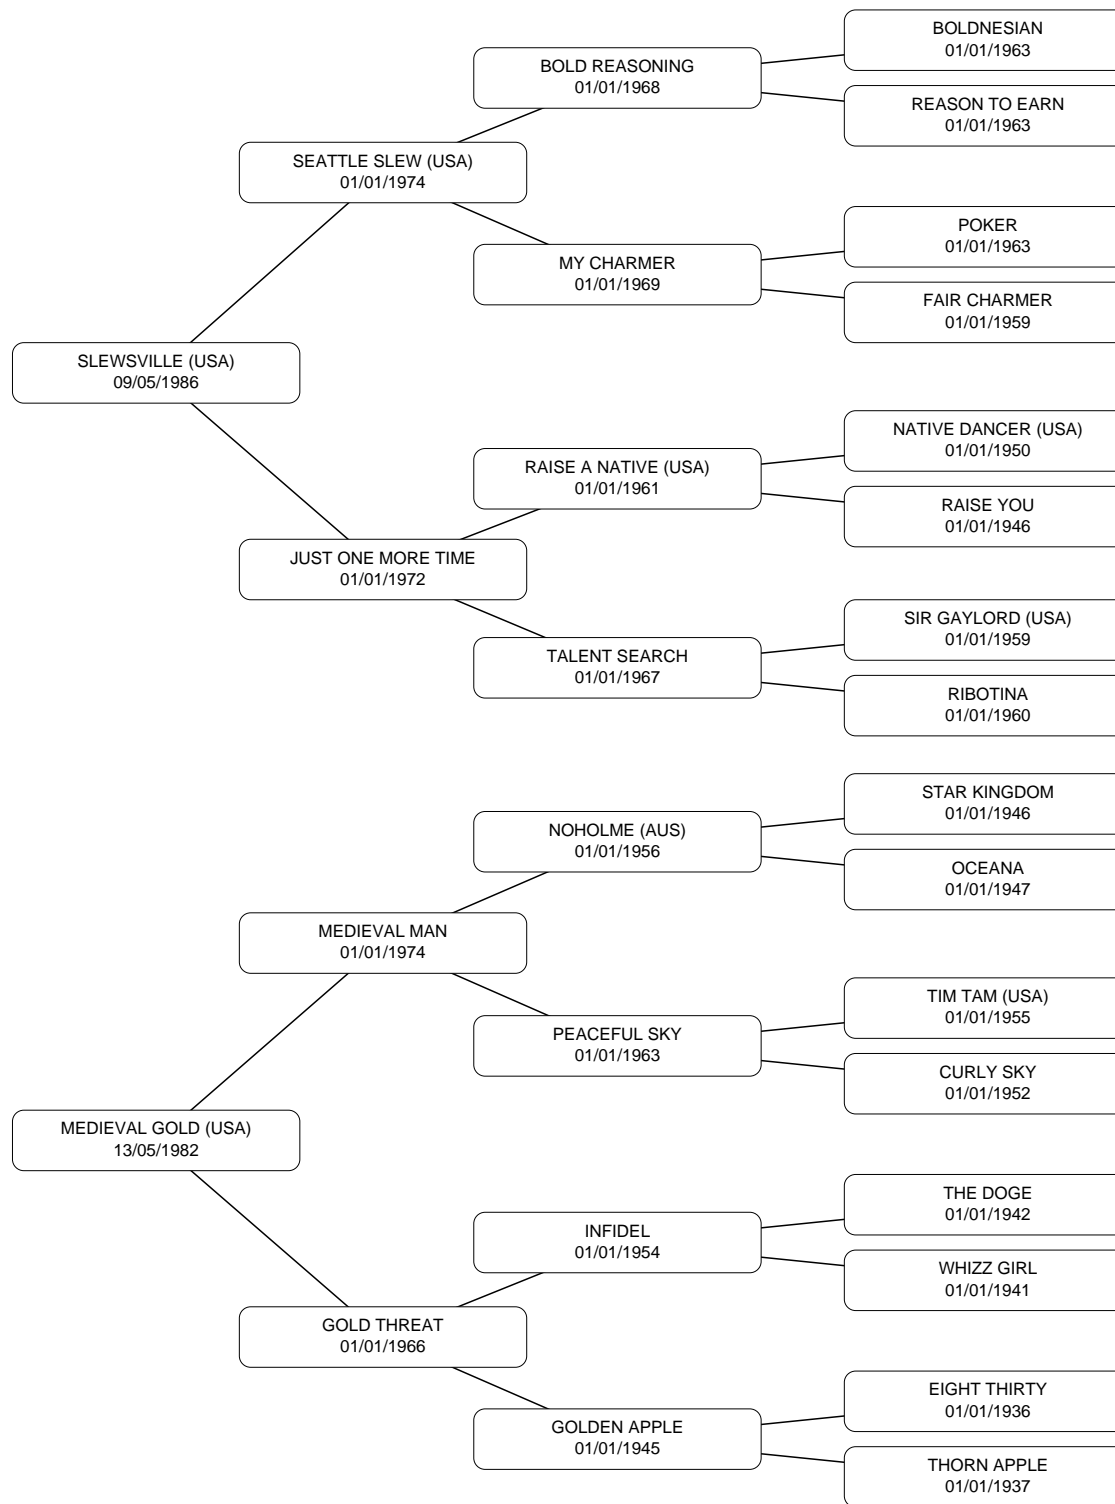 BOLDNESIAN
01/01/1963
BOLD REASONING
01/01/1968
REASON TO EARN
01/01/1963
SEATTLE SLEW (USA)
01/01/1974
POKER
01/01/1963
MY CHARMER
01/01/1969
FAIR CHARMER
01/01/1959
SLEWSVILLE (USA)
09/05/1986
NATIVE DANCER (USA)
01/01/1950
RAISE A NATIVE (USA)
01/01/1961
RAISE YOU
01/01/1946
JUST ONE MORE TIME
01/01/1972
SIR GAYLORD (USA)
01/01/1959
TALENT SEARCH
01/01/1967
RIBOTINA
01/01/1960
STAR KINGDOM
01/01/1946
NOHOLME (AUS)
01/01/1956
OCEANA
01/01/1947
MEDIEVAL MAN
01/01/1974
TIM TAM (USA)
01/01/1955
PEACEFUL SKY
01/01/1963
CURLY SKY
01/01/1952
MEDIEVAL GOLD (USA)
13/05/1982
THE DOGE
01/01/1942
INFIDEL
01/01/1954
WHIZZ GIRL
01/01/1941
GOLD THREAT
01/01/1966
EIGHT THIRTY
01/01/1936
GOLDEN APPLE
01/01/1945
THORN APPLE
01/01/1937